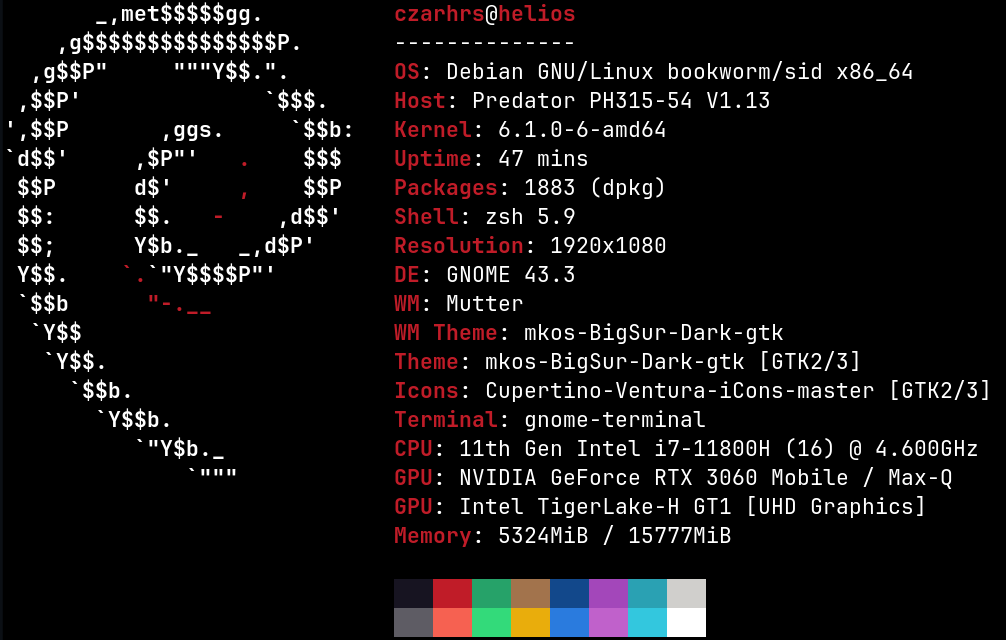 czarhrs@helios
--------------
OS: Debian GNU/Linux bookworm/sid x86_64
Host: Predator PH315-54 V1.13
Kernel: 6.1.0-6-amd64
Uptime: 47 mins
Packages: 1883 (dpkg)
Shell: zsh 5.9
Resolution: 1920x1080
DE: GNOME 43.3
WM: Mutter
WM Theme: mkos-BigSur-Dark-gtk
Theme: mkos-BigSur-Dark-gtk [GTK2/3]
Icons: Cupertino-Ventura-iCons-master [GTK2/3]
Terminal: gnome-terminal
CPU: 11th Gen Intel i7-11800H (16) @ 4.600GHz
GPU: NVIDIA GeForce RTX 3060 Mobile / Max-Q
GPU: Intel TigerLake-H GT1 [UHD Graphics]
Memory: 5324MiB / 15777MiB